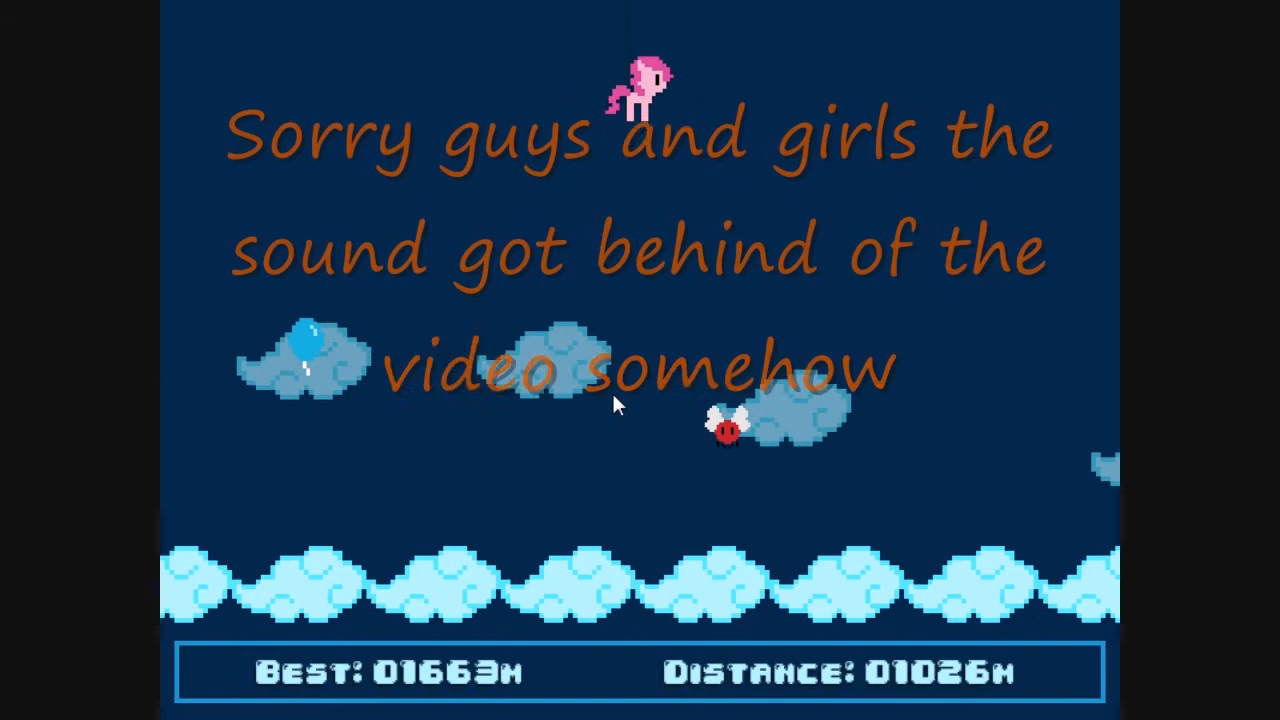 Sorry guys and girls the
sound got behind of the
video somehow
Best: 01663m Distance: 01026m